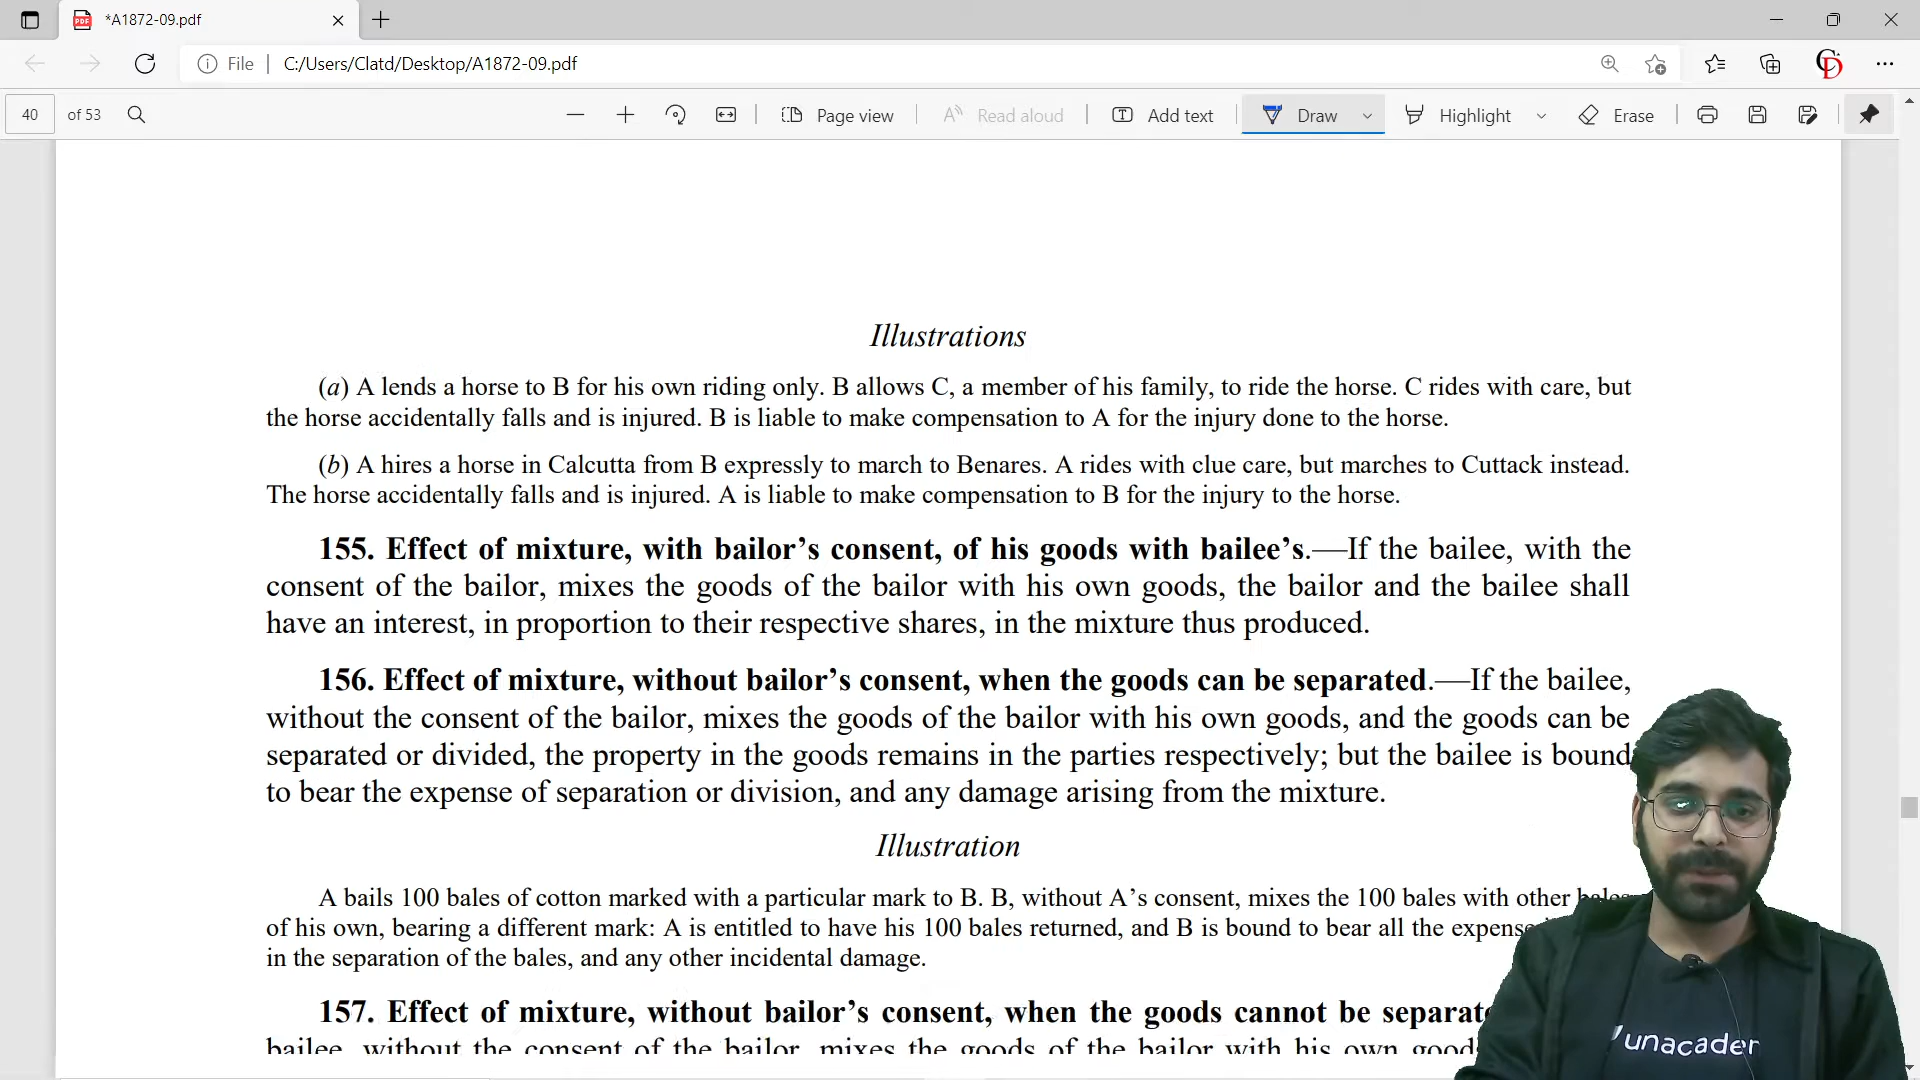 *A1872-09.pdf
File C:/Users/Clatd/Desktop/A1872-09.pdf
40 of 53 Page view Read aloud Add text Draw Highlight Erase
Illustrations
(a) A lends a horse to B for his own riding only. B allows C, a member of his family, to ride the horse. C rides with care, but
the horse accidentally falls and is injured. B is liable to make compensation to A for the injury done to the horse.
(b) A hires a horse in Calcutta from B expressly to march to Benares. A rides with clue care, but marches to Cuttack instead.
The horse accidentally falls and is injured. A is liable to make compensation to B for the injury to the horse.
155. Effect of mixture, with bailor’s consent, of his goods with bailee’s.—If the bailee, with the
consent of the bailor, mixes the goods of the bailor with his own goods, the bailor and the bailee shall
have an interest, in proportion to their respective shares, in the mixture thus produced.
156. Effect of mixture, without bailor’s consent, when the goods can be separated.—If the bailee,
without the consent of the bailor, mixes the goods of the bailor with his own goods, and the goods can be
separated or divided, the property in the goods remains in the parties respectively; but the bailee is bound
to bear the expense of separation or division, and any damage arising from the mixture.
Illustration
A bails 100 bales of cotton marked with a particular mark to B. B, without A’s consent, mixes the 100 bales with other bales
of his own, bearing a different mark: A is entitled to have his 100 bales returned, and B is bound to bear all the expense
in the separation of the bales, and any other incidental damage.
157. Effect of mixture, without bailor’s consent, when the goods cannot be separat
bailee, without the consent of the bailor, mixes the goods of the bailor with his own good
unacader